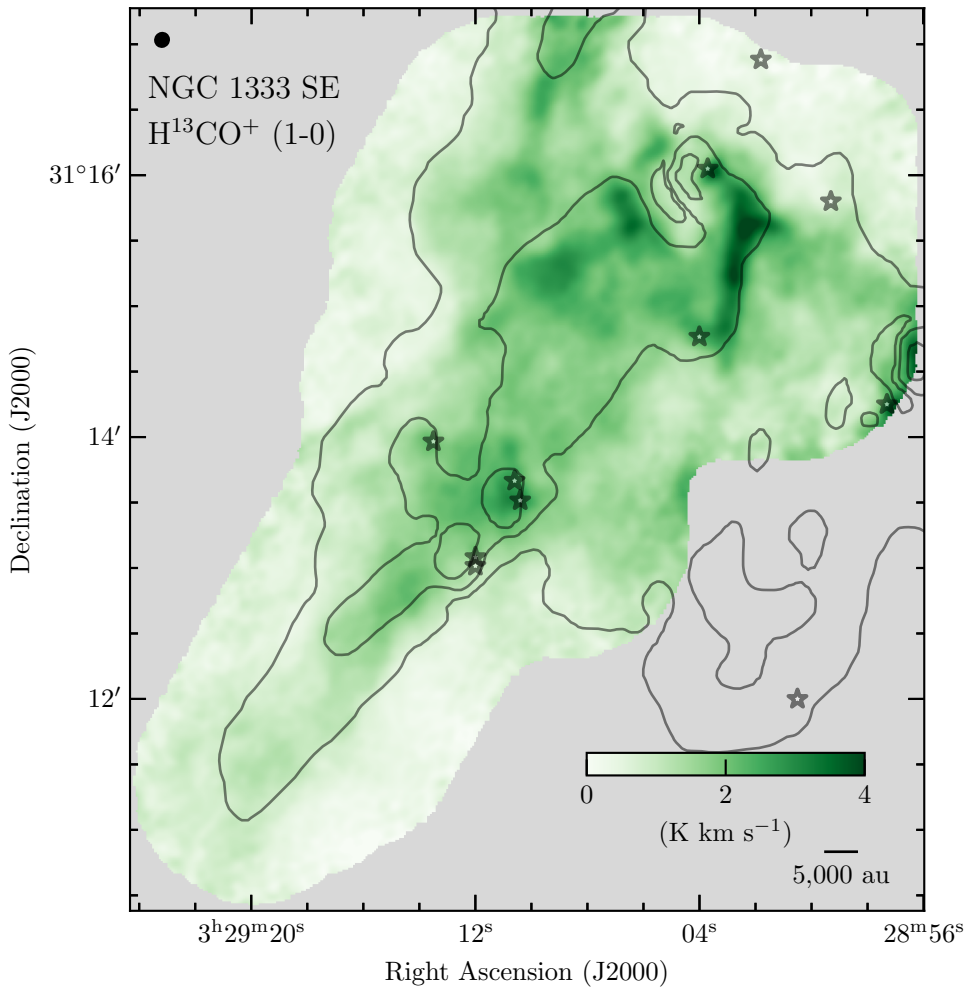 NGC 1333 SE
H¹³CO⁺ (1-0)
31°16′
14′
12′
Declination (J2000)
0 2 4
(K km s⁻¹)
5,000 au
3ʰ29ᵐ20ˢ 12ˢ 04ˢ 28ᵐ56ˢ
Right Ascension (J2000)